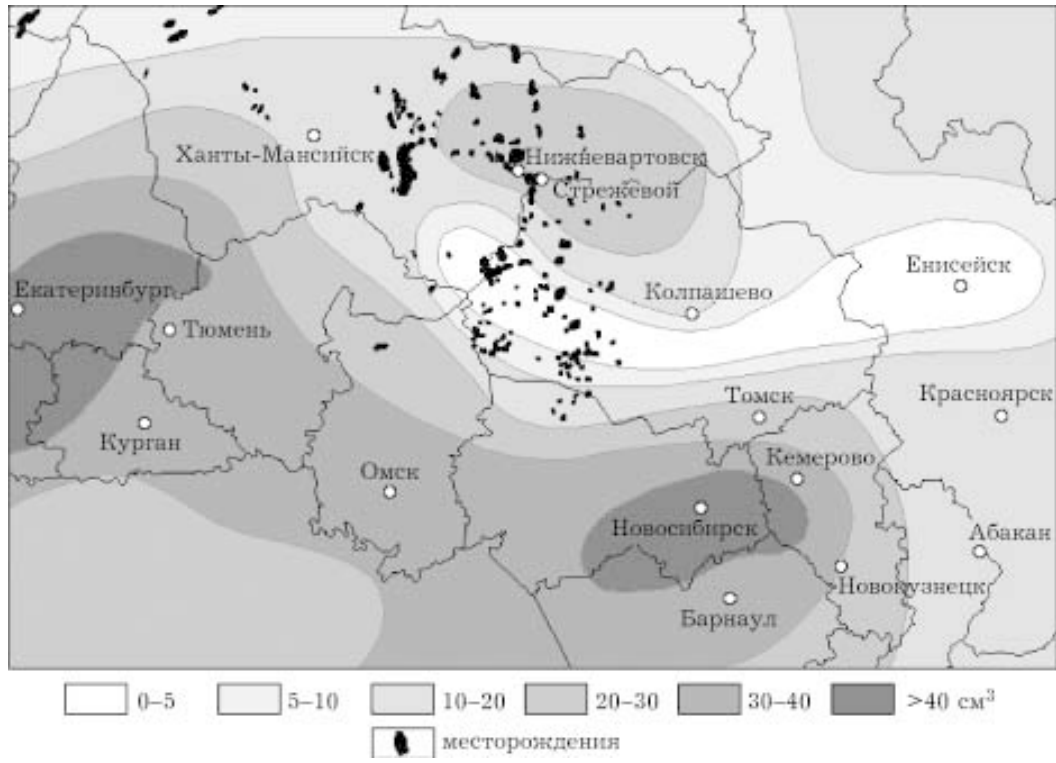 Ханты-Мансийск
Нижневартовск
Стрежевой
Екатеринбург
Тюмень
Колпашево
Енисейск
Томск
Красноярск
Курган
Омск
Кемерово
Новосибирск
Абакан
Новокузнецк
Барнаул
0–5 5–10 10–20 20–30 30–40 >40 см³
месторождения